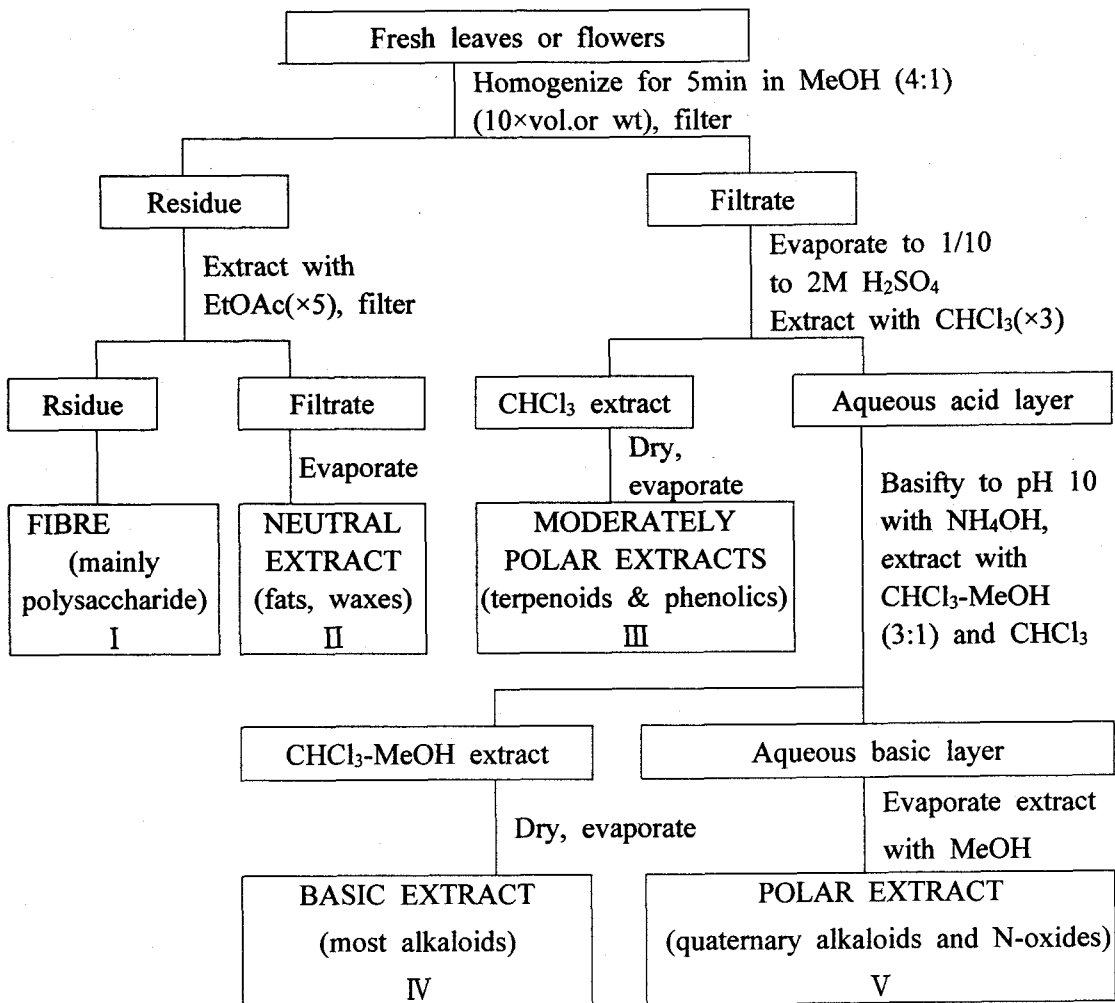 Fresh leaves or flowers
Homogenize for 5min in MeOH (4:1)
(10×vol.or wt), filter
Residue
Filtrate
Extract with
EtOAc(×5), filter
Evaporate to 1/10
to 2M H₂SO₄
Extract with CHCl₃(×3)
Rsidue
Filtrate
CHCl₃ extract
Aqueous acid layer
Evaporate
Dry,
evaporate
Basifty to pH 10
with NH₄OH,
extract with
CHCl₃-MeOH
(3:1) and CHCl₃
FIBRE
(mainly
polysaccharide)
I
NEUTRAL
EXTRACT
(fats, waxes)
II
MODERATELY
POLAR EXTRACTS
(terpenoids & phenolics)
III
CHCl₃-MeOH extract
Aqueous basic layer
Dry, evaporate
Evaporate extract
with MeOH
BASIC EXTRACT
(most alkaloids)
IV
POLAR EXTRACT
(quaternary alkaloids and N-oxides)
V